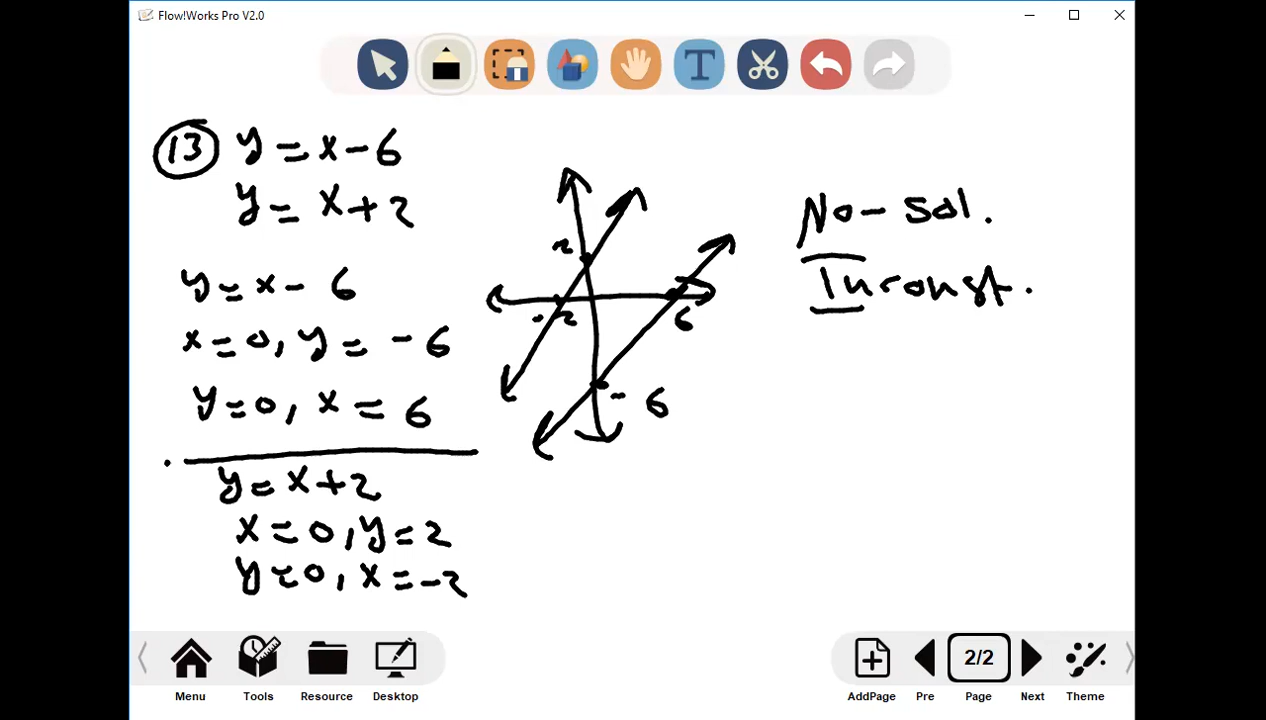 Flow!Works Pro V2.0
13 y = x - 6
y = x + 2
y = x - 6
x = 0, y = -6
y = 0, x = 6
y = x + 2
x = 0, y = 2
y = 0, x = -2
2
-2
6
-6
No-sol.
Inconst.
Menu Tools Resource Desktop
2/2
AddPage Pre Page Next Theme